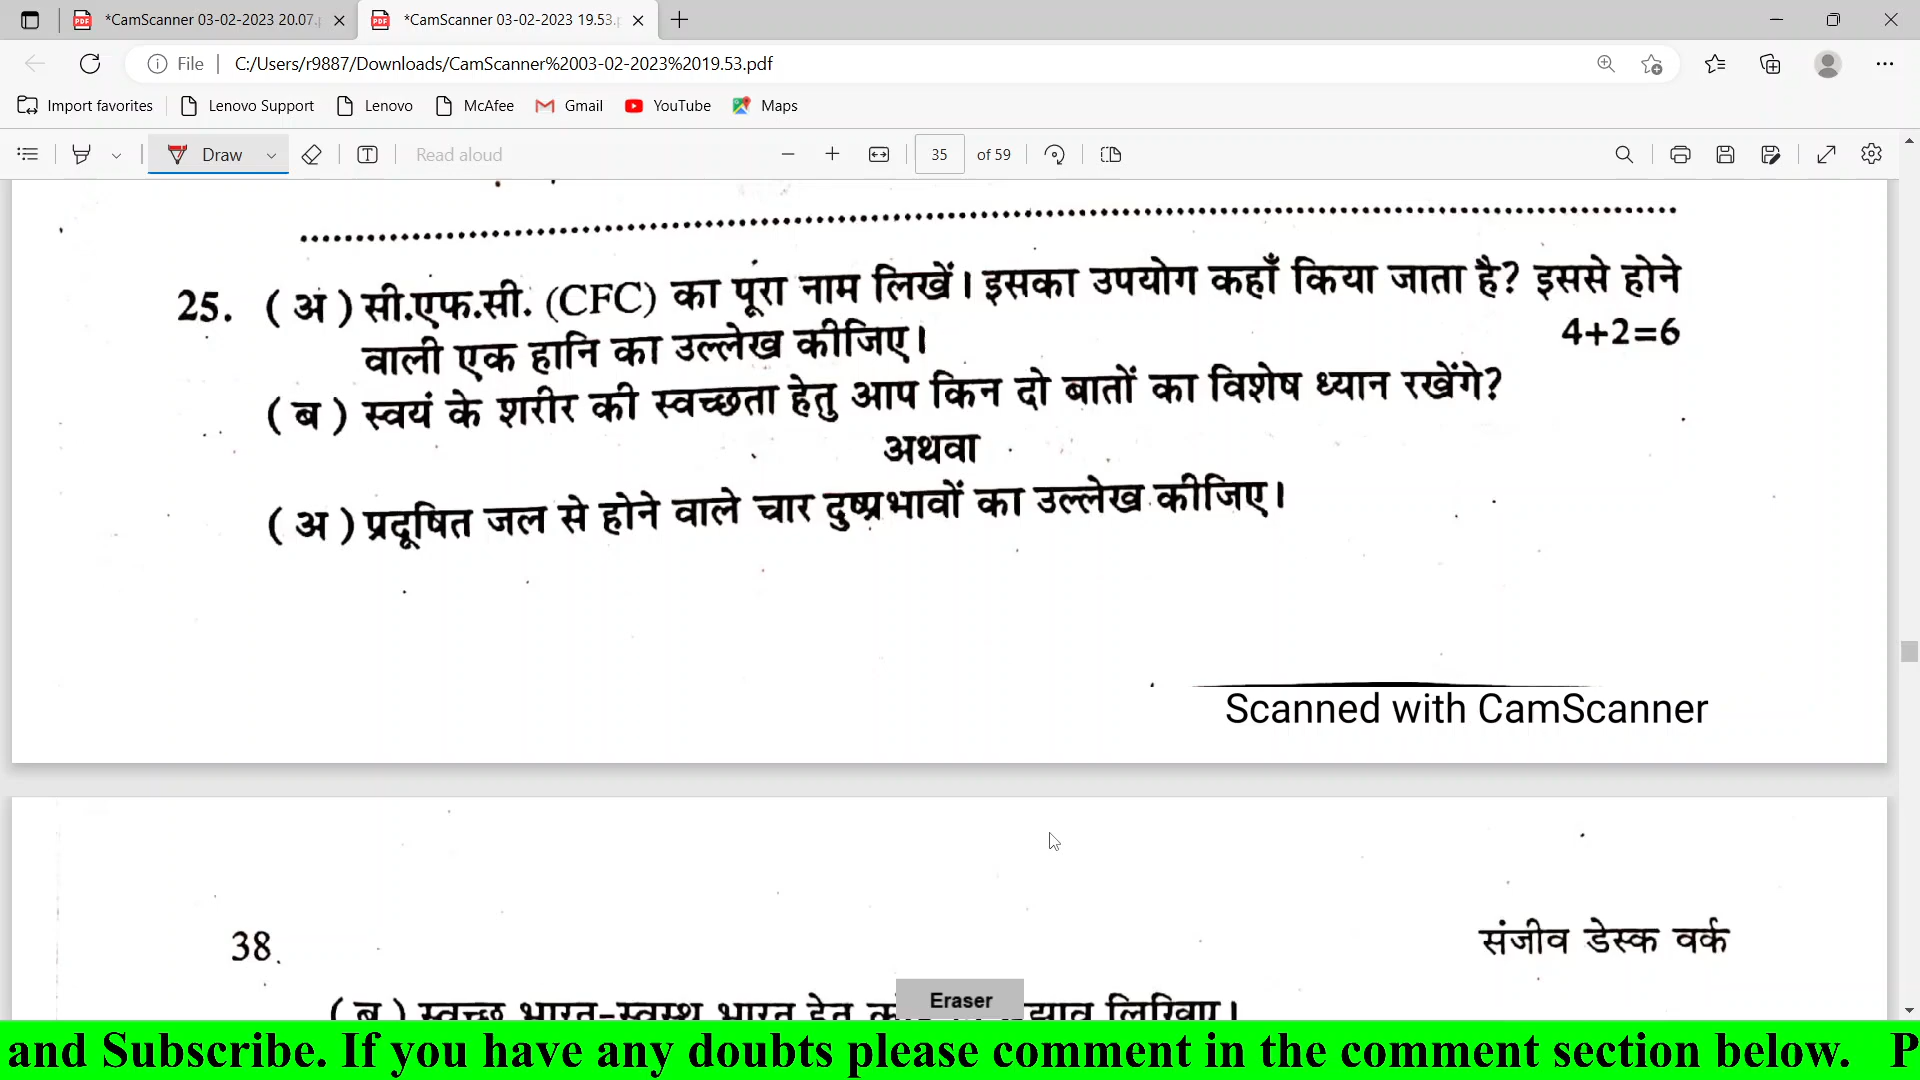 *CamScanner 03-02-2023 20.07.
*CamScanner 03-02-2023 19.53.
File
C:/Users/r9887/Downloads/CamScanner%2003-02-2023%2019.53.pdf
Import favorites
Lenovo Support
Lenovo
McAfee
Gmail
YouTube
Maps
Draw
Read aloud
35
of 59
25. (अ) सी.एफ.सी. (CFC) का पूरा नाम लिखें। इसका उपयोग कहाँ किया जाता है? इससे होने
वाली एक हानि का उल्लेख कीजिए। 4+2=6
(ब) स्वयं के शरीर की स्वच्छता हेतु आप किन दो बातों का विशेष ध्यान रखेंगे?
अथवा
(अ) प्रदूषित जल से होने वाले चार दुष्प्रभावों का उल्लेख कीजिए।
Scanned with CamScanner
38
संजीव डेस्क वर्क
(ब) स्वच्छ भारत-स्वस्थ भारत हेतु लिखिए।
Eraser
and Subscribe. If you have any doubts please comment in the comment section below. P